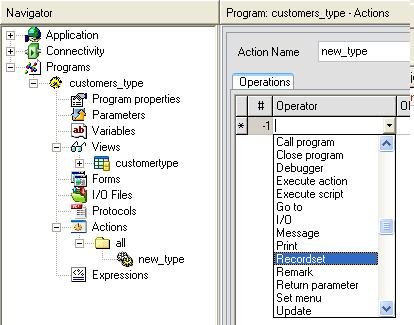 Navigator
Application
Connectivity
Programs
customers_type
Program properties
Parameters
Variables
Views
customertype
Forms
I/O Files
Protocols
Actions
all
new_type
Expressions
Program: customers_type - Actions
Action Name new_type
Operations
# Operator
* -1
Call program
Close program
Debugger
Execute action
Execute script
Go to
I/O
Message
Print
Recordset
Remark
Return parameter
Set menu
Update